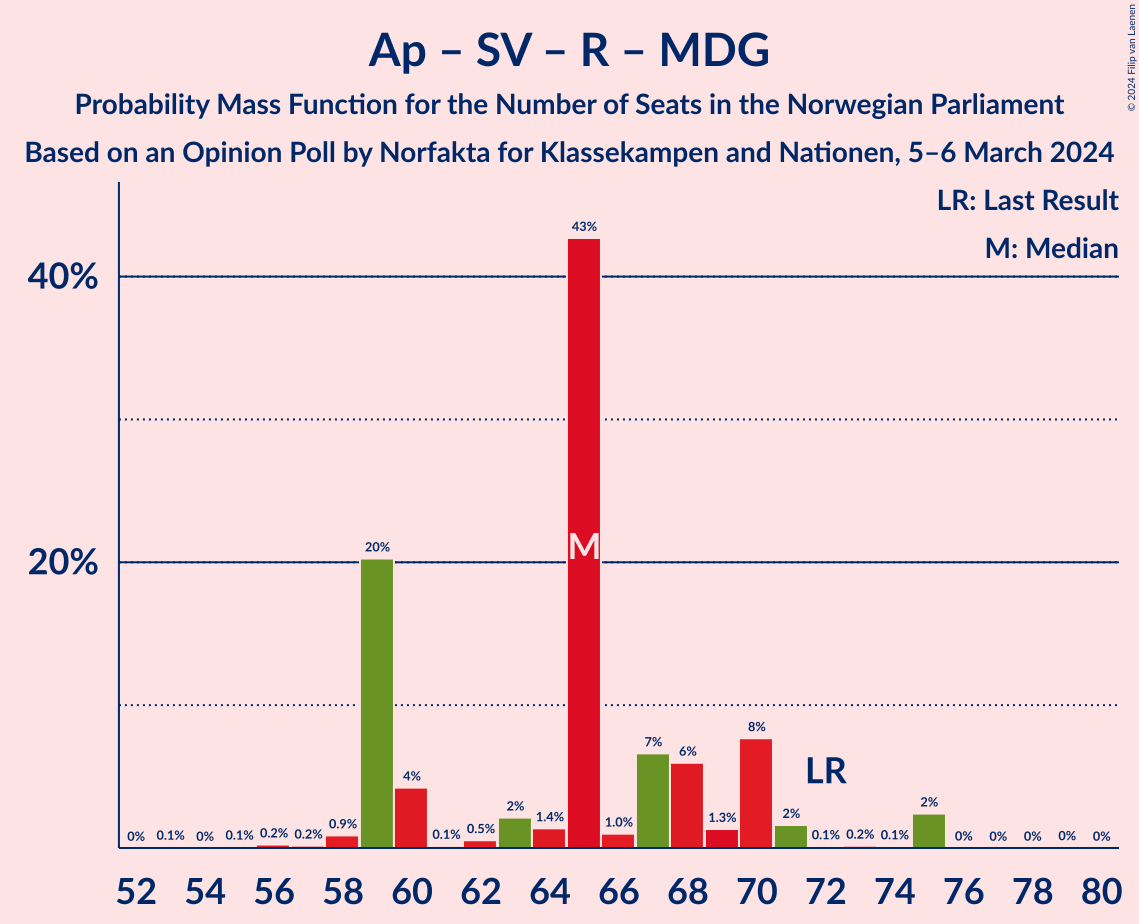 Ap – SV – R – MDG
Probability Mass Function for the Number of Seats in the Norwegian Parliament
Based on an Opinion Poll by Norfakta for Klassekampen and Nationen, 5–6 March 2024
© 2024 Filip van Laenen
LR: Last Result
M: Median
40%
20%
0% 0.1% 0% 0.1% 0.2% 0.2% 0.9% 20% 4% 0.1% 0.5% 2% 1.4% 43% 1.0% 7% 6% 1.3% 8% 2% 0.1% 0.2% 0.1% 2% 0% 0% 0% 0% 0%
M
LR
52 54 56 58 60 62 64 66 68 70 72 74 76 78 80